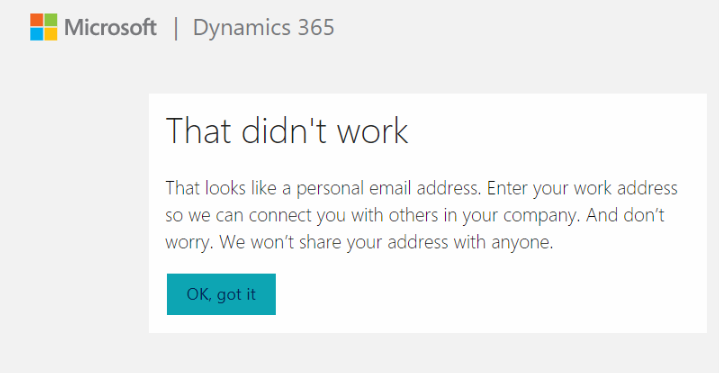 Microsoft | Dynamics 365
That didn't work
That looks like a personal email address. Enter your work address
so we can connect you with others in your company. And don’t
worry. We won’t share your address with anyone.
OK, got it